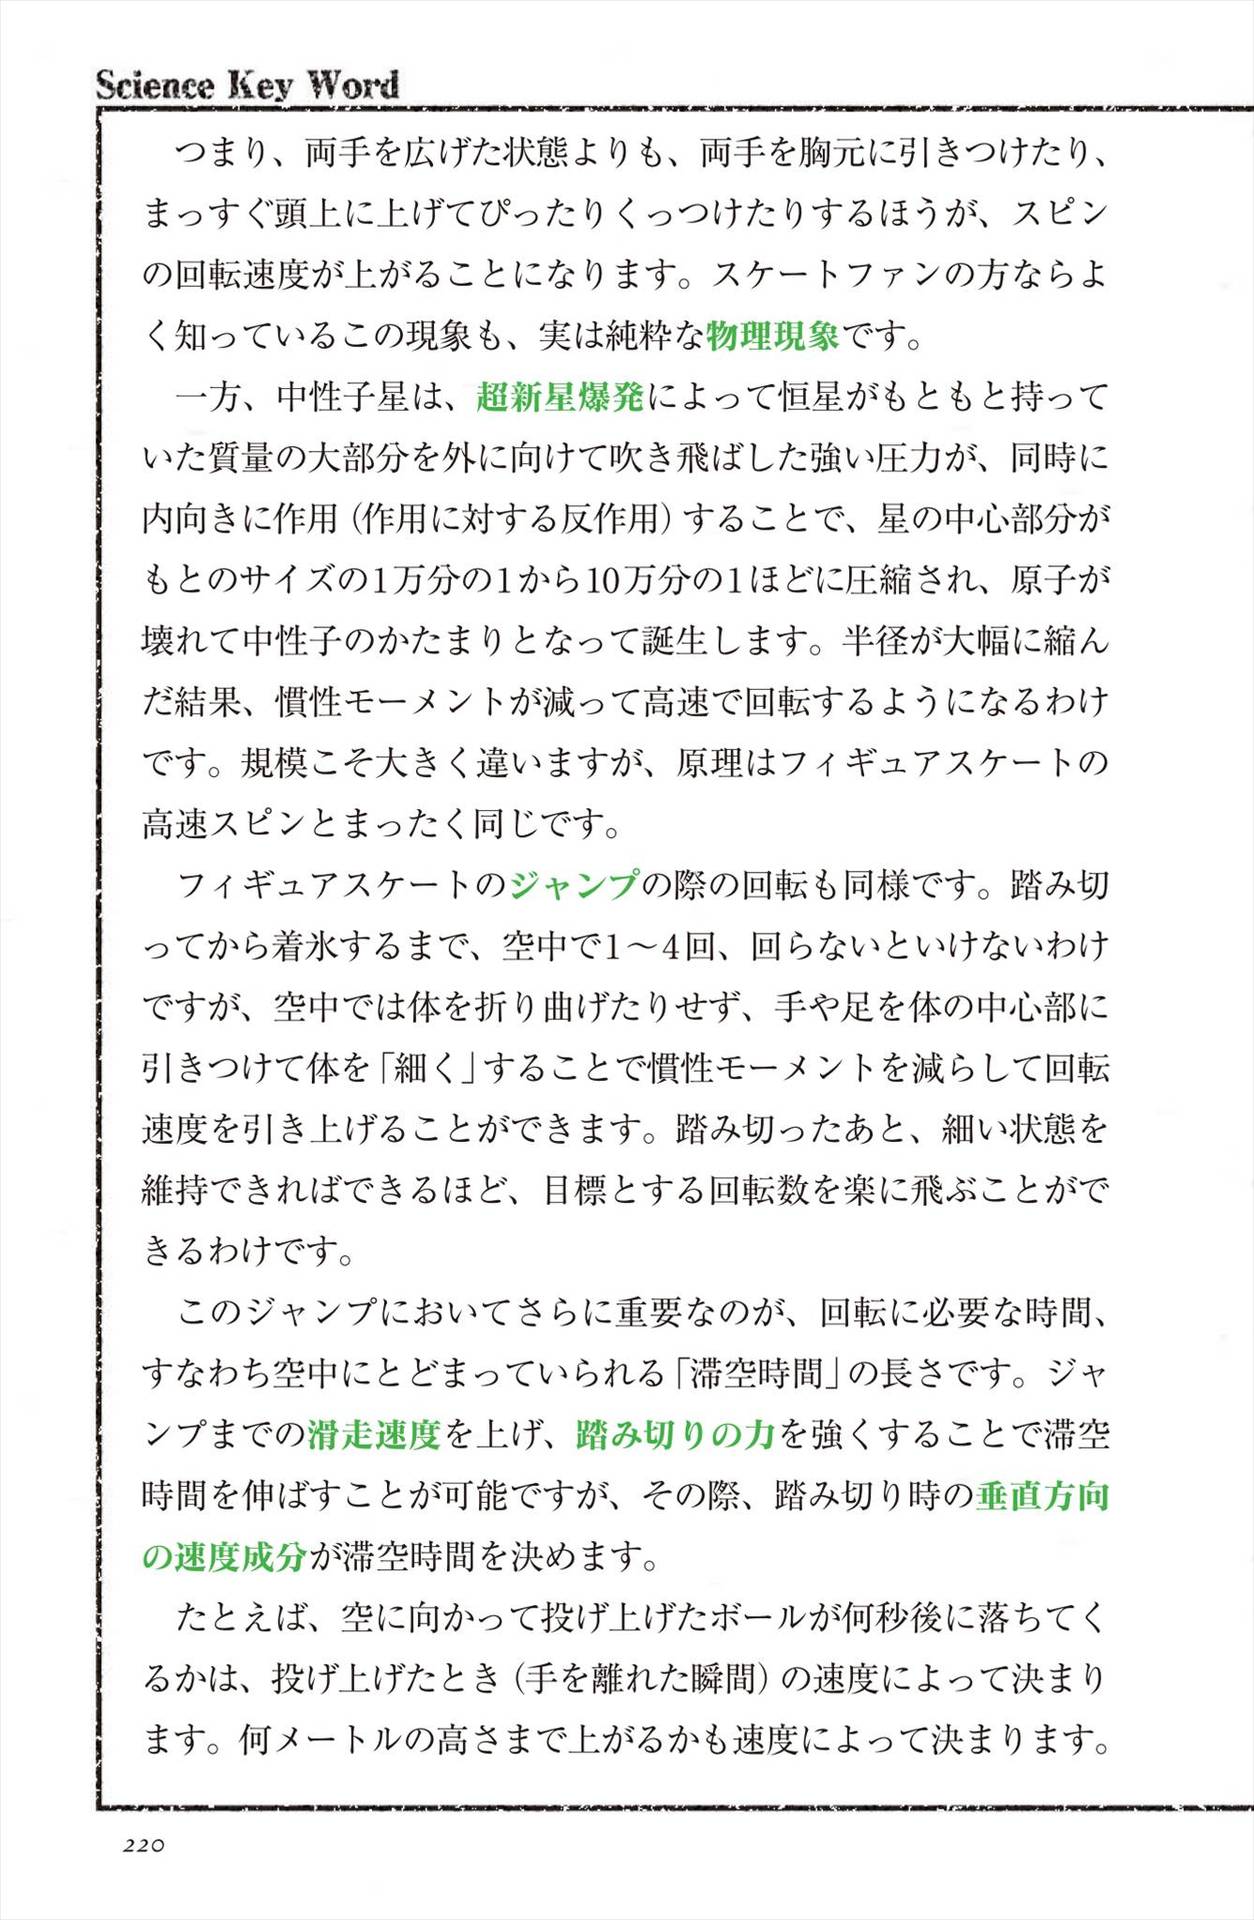 Science Key Word
つまり、両手を広げた状態よりも、両手を胸元に引きつけたり、
まっすぐ頭上に上げてぴったりくっつけたりするほうが、スピン
の回転速度が上がることになります。スケートファンの方ならよ
く知っているこの現象も、実は純粋な物理現象です。
一方、中性子星は、超新星爆発によって恒星がもともと持って
いた質量の大部分を外に向けて吹き飛ばした強い圧力が、同時に
内向きに作用（作用に対する反作用）することで、星の中心部分が
もとのサイズの1万分の1から10万分の1ほどに圧縮され、原子が
壊れて中性子のかたまりとなって誕生します。半径が大幅に縮ん
だ結果、慣性モーメントが減って高速で回転するようになるわけ
です。規模こそ大きく違いますが、原理はフィギュアスケートの
高速スピンとまったく同じです。
フィギュアスケートのジャンプの際の回転も同様です。踏み切
ってから着氷するまで、空中で1〜4回、回らないといけないわけ
ですが、空中では体を折り曲げたりせず、手や足を体の中心部に
引きつけて体を「細く」することで慣性モーメントを減らして回転
速度を引き上げることができます。踏み切ったあと、細い状態を
維持できればできるほど、目標とする回転数を楽に飛ぶことがで
きるわけです。
このジャンプにおいてさらに重要なのが、回転に必要な時間、
すなわち空中にとどまっていられる「滞空時間」の長さです。ジャ
ンプまでの滑走速度を上げ、踏み切りの力を強くすることで滞空
時間を伸ばすことが可能ですが、その際、踏み切り時の垂直方向
の速度成分が滞空時間を決めます。
たとえば、空に向かって投げ上げたボールが何秒後に落ちてく
るかは、投げ上げたとき（手を離れた瞬間）の速度によって決まり
ます。何メートルの高さまで上がるかも速度によって決まります。
220